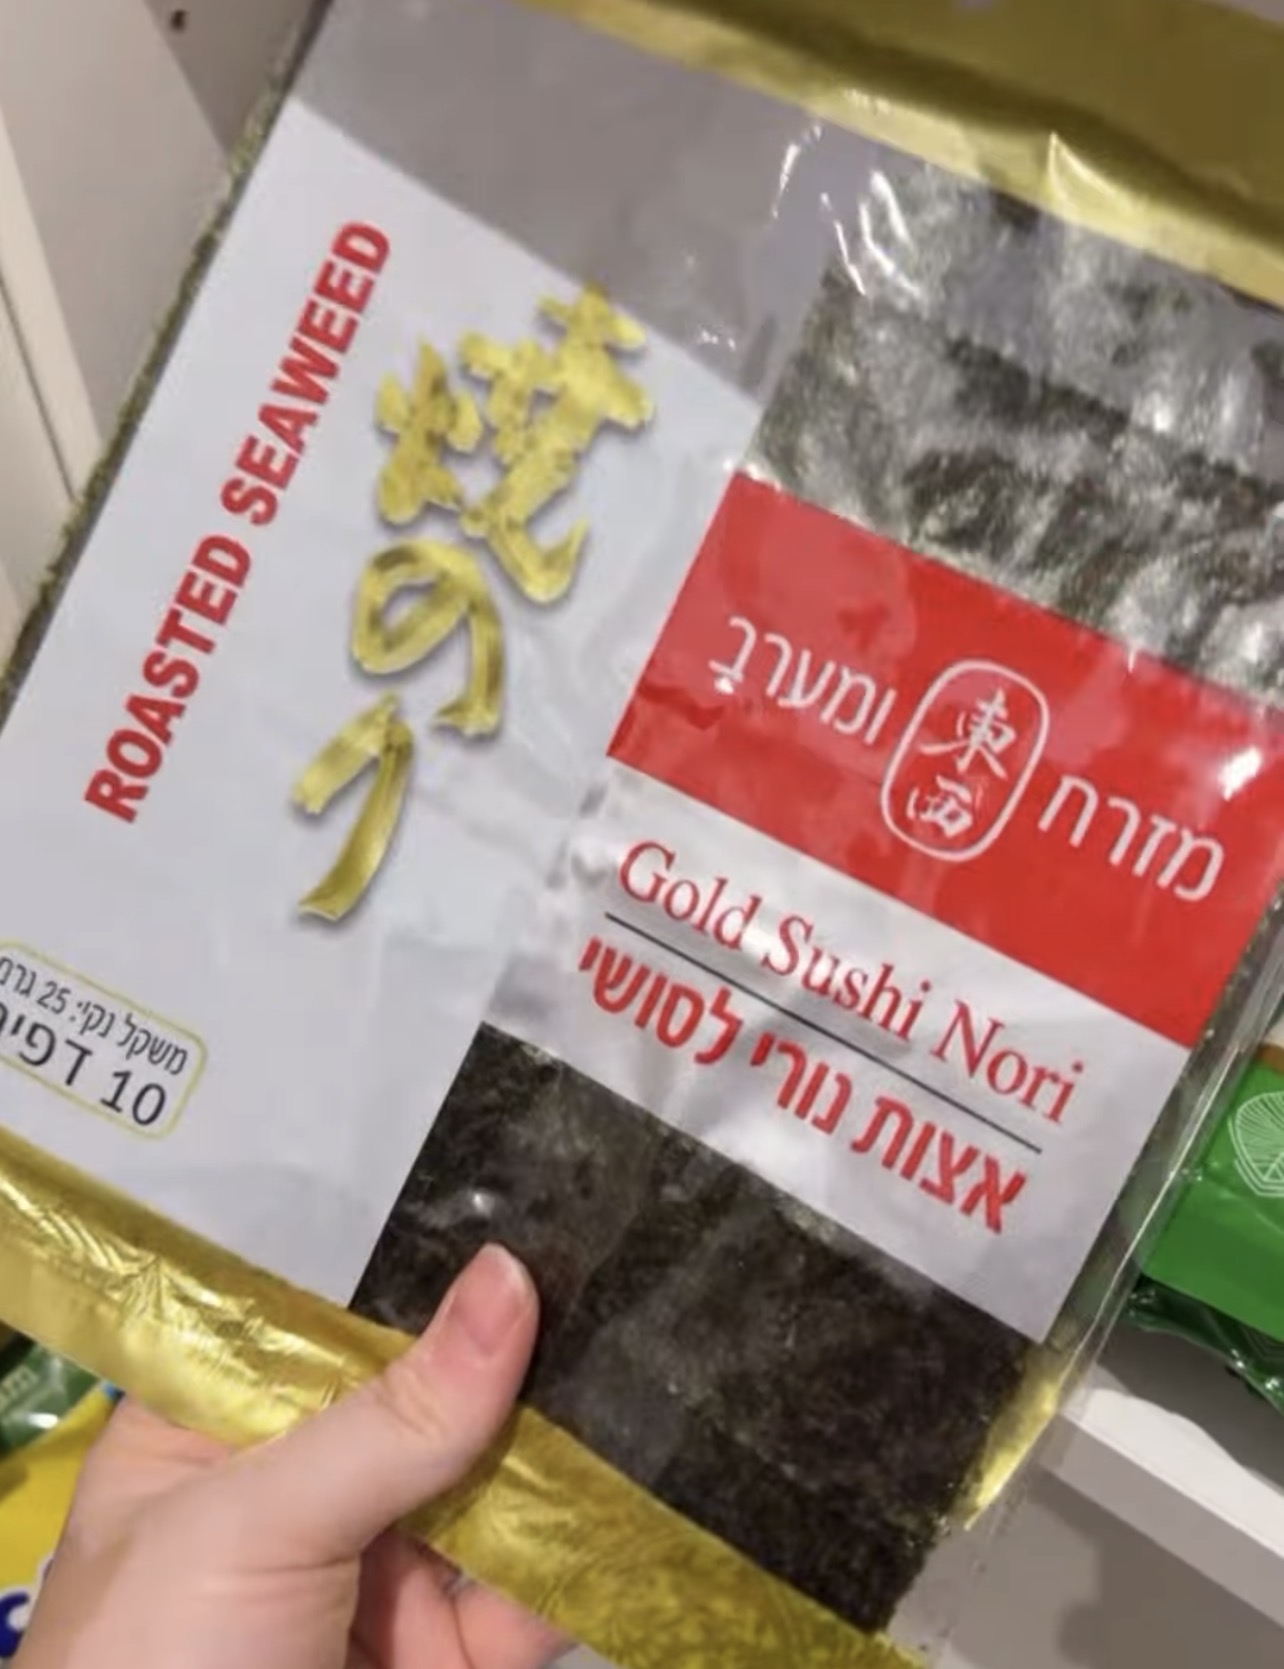 ROASTED SEAWEED
焼のり
מזרח 東西 ומערב
Gold Sushi Nori
אצות נורי לסושי
משקל נקי: 25 גרם
10 דפים